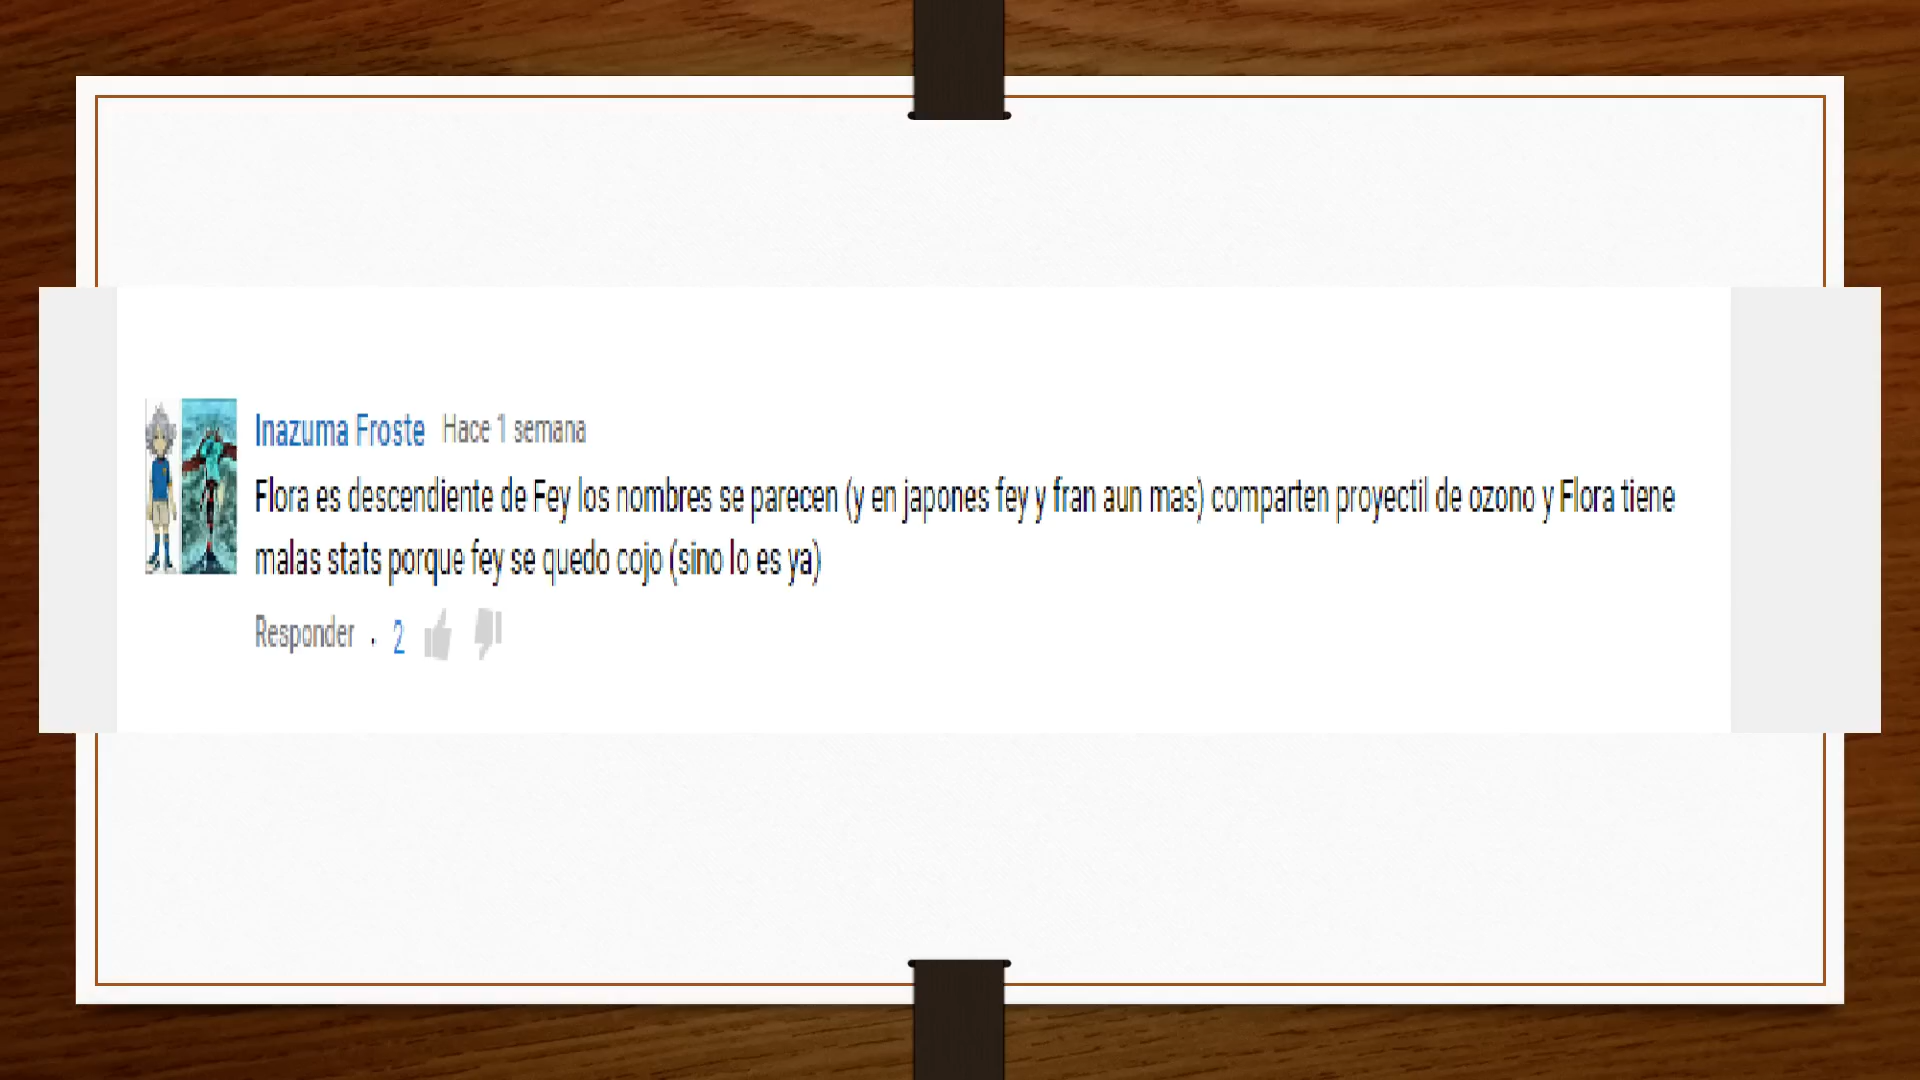 Inazuma Froste Hace 1 semana
Flora es descendiente de Fey los nombres se parecen (y en japones fey y fran aun mas) comparten proyectil de ozono y Flora tiene
malas stats porque fey se quedo cojo (sino lo es ya)
Responder · 2